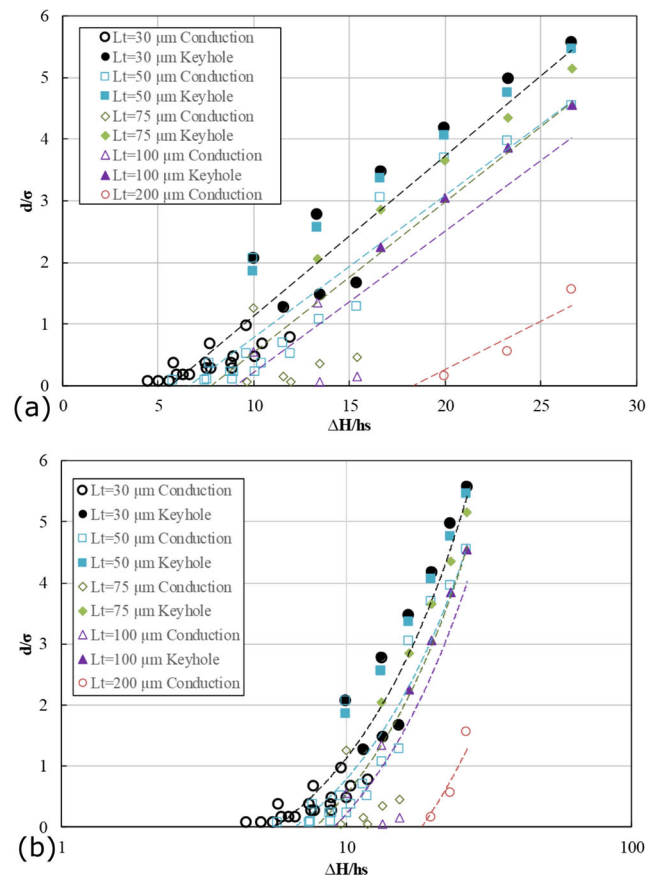 6
5
4
3
2
1
0
d/σ
Lt=30 µm Conduction
Lt=30 µm Keyhole
Lt=50 µm Conduction
Lt=50 µm Keyhole
Lt=75 µm Conduction
Lt=75 µm Keyhole
Lt=100 µm Conduction
Lt=100 µm Keyhole
Lt=200 µm Conduction
(a)
0 5 10 15 20 25 30
ΔH/hs
6
5
4
3
2
1
0
d/σ
Lt=30 µm Conduction
Lt=30 µm Keyhole
Lt=50 µm Conduction
Lt=50 µm Keyhole
Lt=75 µm Conduction
Lt=75 µm Keyhole
Lt=100 µm Conduction
Lt=100 µm Keyhole
Lt=200 µm Conduction
(b)
1 10 100
ΔH/hs